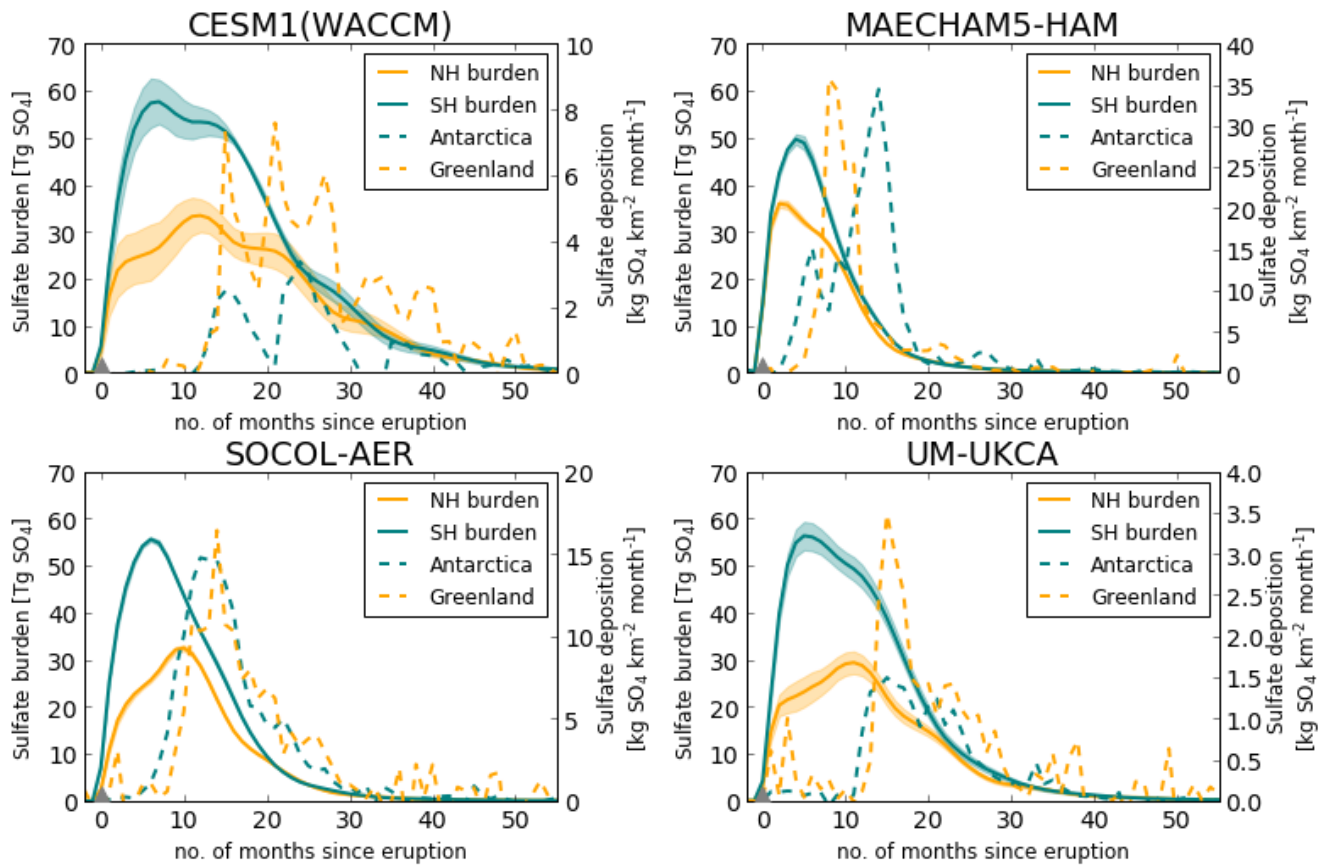 CESM1(WACCM)
70
60
50
40
30
20
10
0
Sulfate burden [Tg SO₄]
10
8
6
4
2
0
Sulfate deposition
[kg SO₄ km⁻² month⁻¹]
NH burden
SH burden
Antarctica
Greenland
0 10 20 30 40 50
no. of months since eruption
MAECHAM5-HAM
70
60
50
40
30
20
10
0
Sulfate burden [Tg SO₄]
40
35
30
25
20
15
10
5
0
Sulfate deposition
[kg SO₄ km⁻² month⁻¹]
NH burden
SH burden
Antarctica
Greenland
0 10 20 30 40 50
no. of months since eruption
SOCOL-AER
70
60
50
40
30
20
10
0
Sulfate burden [Tg SO₄]
20
15
10
5
0
Sulfate deposition
[kg SO₄ km⁻² month⁻¹]
NH burden
SH burden
Antarctica
Greenland
0 10 20 30 40 50
no. of months since eruption
UM-UKCA
70
60
50
40
30
20
10
0
Sulfate burden [Tg SO₄]
4.0
3.5
3.0
2.5
2.0
1.5
1.0
0.5
0.0
Sulfate deposition
[kg SO₄ km⁻² month⁻¹]
NH burden
SH burden
Antarctica
Greenland
0 10 20 30 40 50
no. of months since eruption